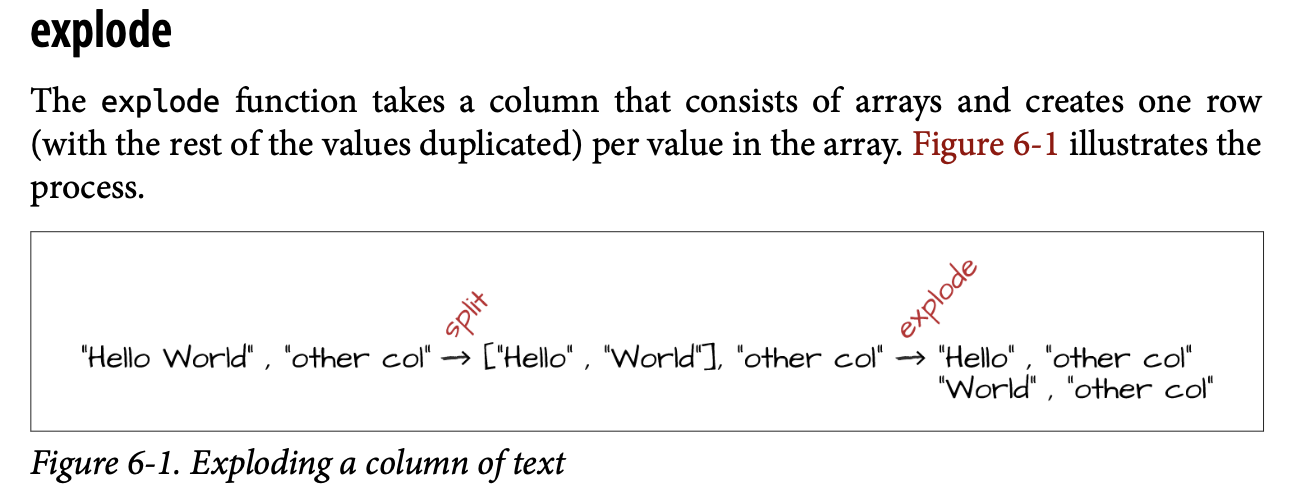 explode
The explode function takes a column that consists of arrays and creates one row
(with the rest of the values duplicated) per value in the array. Figure 6-1 illustrates the
process.
split
explode
"Hello World" , "other col" → ["Hello" , "World"], "other col" → "Hello" , "other col"
"World" , "other col"
Figure 6-1. Exploding a column of text